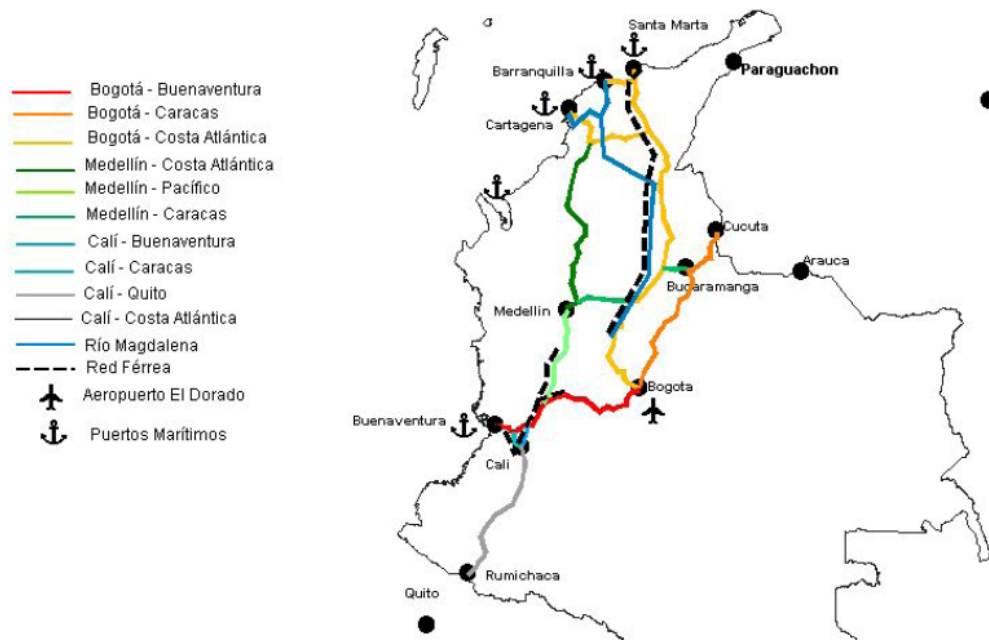 Bogotá - Buenaventura
Bogotá - Caracas
Bogotá - Costa Atlántica
Medellín - Costa Atlántica
Medellín - Pacífico
Medellín - Caracas
Calí - Buenaventura
Calí - Caracas
Calí - Quito
Calí - Costa Atlántica
Río Magdalena
Red Férrea
Aeropuerto El Dorado
Puertos Marítimos
Santa Marta
Barranquilla
Paraguachon
Cartagena
Cucuta
Arauca
Bucaramanga
Medellín
Bogota
Buenaventura
Cali
Rumichaca
Quito